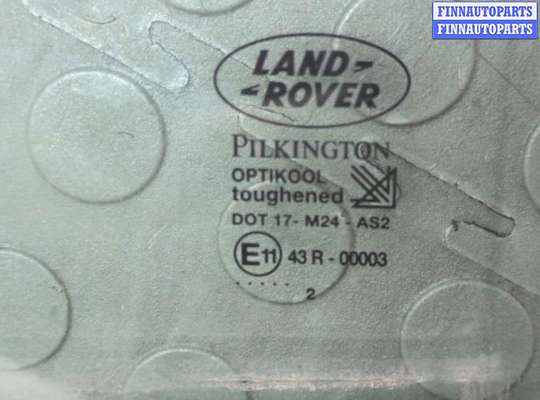 FINNAUTOPARTS
FINNAUTOPARTS
LAND
ROVER
PILKINGTON
OPTIKOOL
toughened
DOT 17- M24 - AS2
E11 43 R - 00003
..... 2